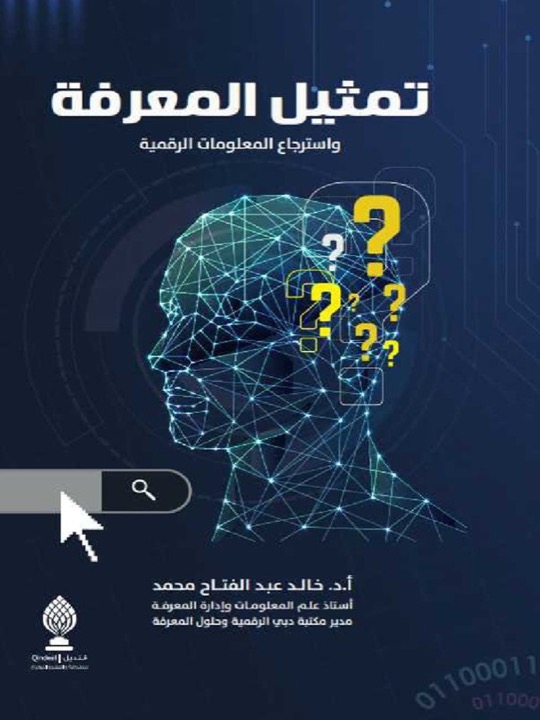 تمثيل المعرفة
واسترجاع المعلومات الرقمية
? ? ? ? ? ? ? ?
أ.د. خالد عبد الفتاح محمد
أستاذ علم المعلومات وإدارة المعرفة
مدير مكتبة دبي الرقمية وحلول المعرفة
Qindeel | قنديل
01100011
011000